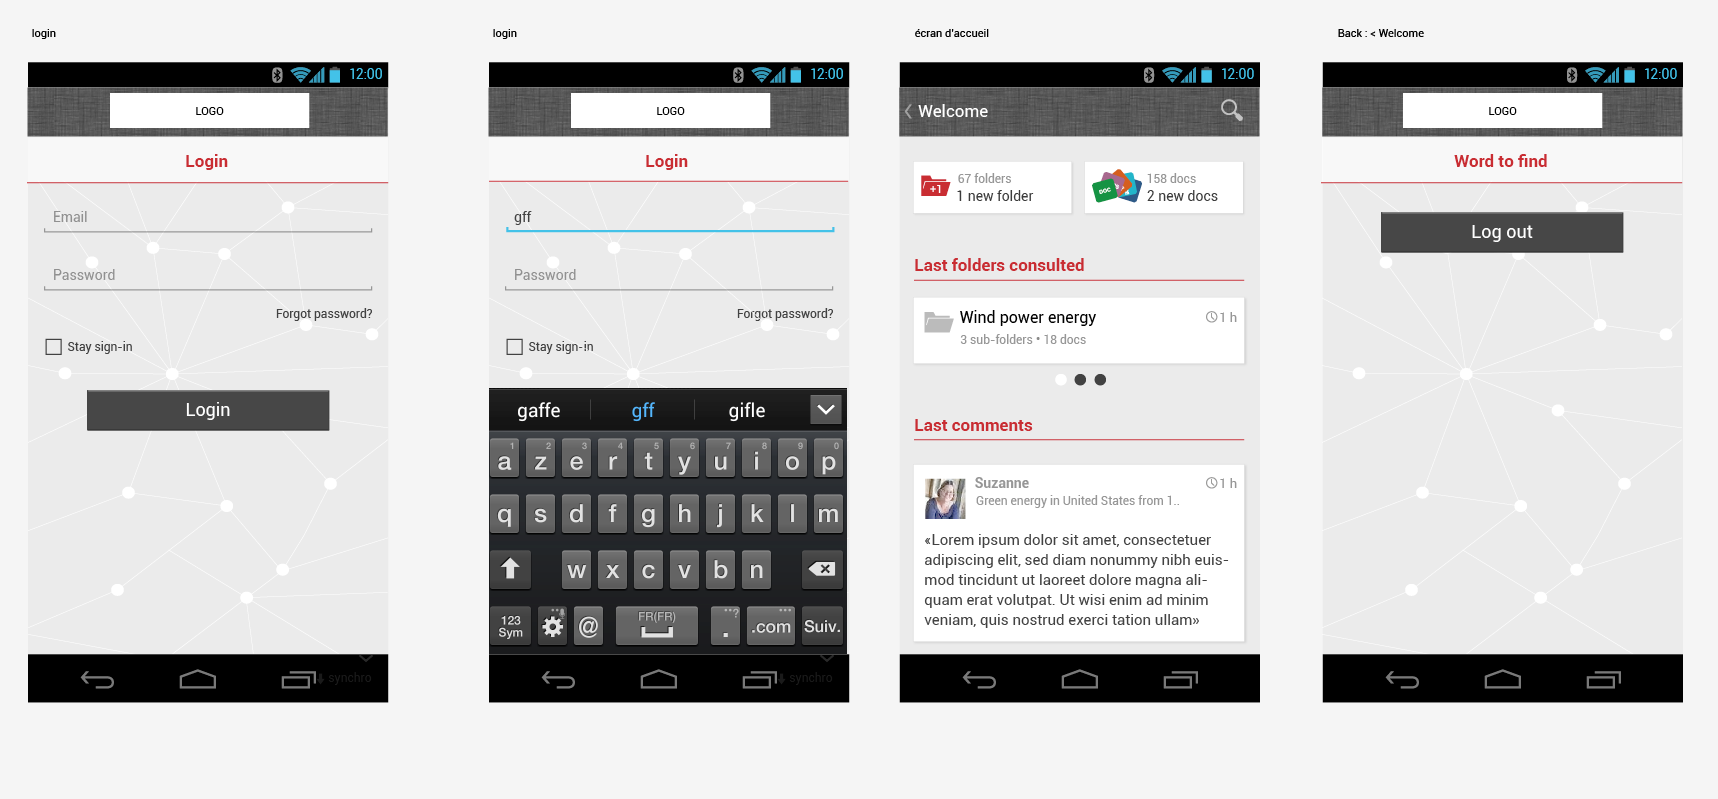 login
12:00
LOGO
Login
Email
Password
Forgot password?
Stay sign-in
Login
synchro
login
12:00
LOGO
Login
gff
Password
Forgot password?
Stay sign-in
gaffe gff gifle
1 2 3 4 5 6 7 8 9 0
a z e r t y u i o p
q s d f g h j k l m
w x c v b n
123 Sym @ FR(FR) ...? . ... .com Suiv.
synchro
écran d'accueil
12:00
Welcome
67 folders
+1 1 new folder
158 docs
DOC 2 new docs
Last folders consulted
Wind power energy 1 h
3 sub-folders • 18 docs
Last comments
Suzanne 1 h
Green energy in United States from 1..
«Lorem ipsum dolor sit amet, consectetuer
adipiscing elit, sed diam nonummy nibh euis-
mod tincidunt ut laoreet dolore magna ali-
quam erat volutpat. Ut wisi enim ad minim
veniam, quis nostrud exerci tation ullam»
Back : < Welcome
12:00
LOGO
Word to find
Log out